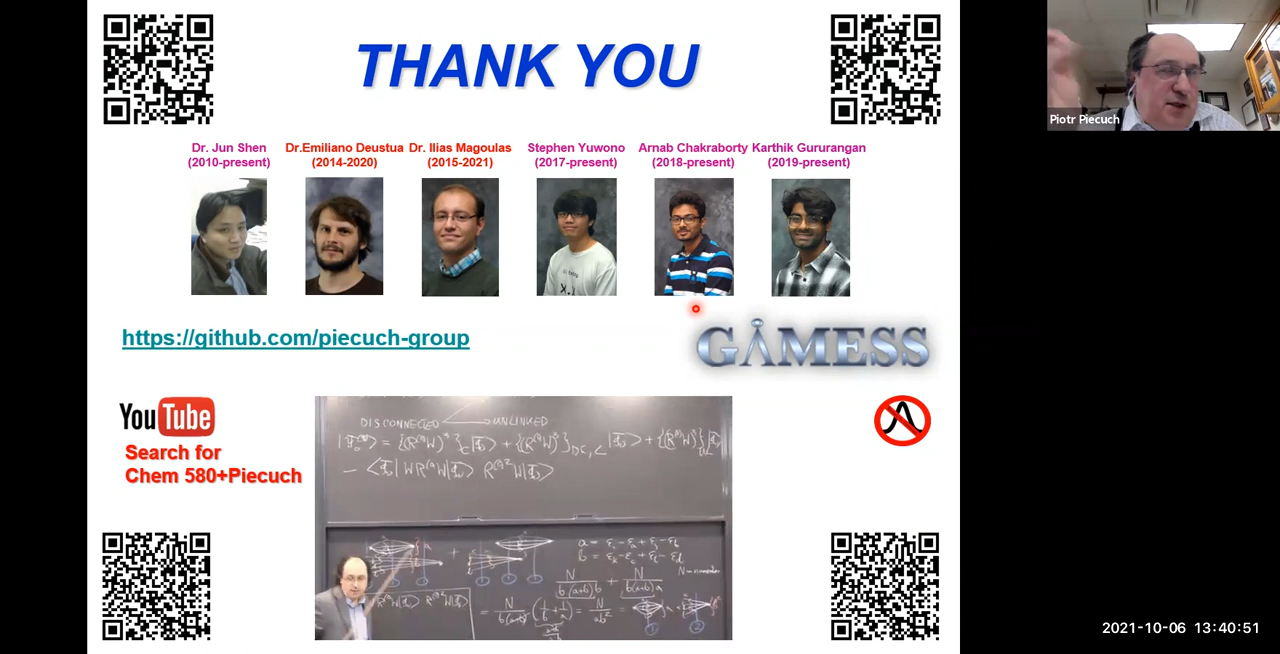 THANK YOU
Piotr Piecuch
Dr. Jun Shen
(2010-present)
Dr.Emiliano Deustua
(2014-2020)
Dr. Ilias Magoulas
(2015-2021)
Stephen Yuwono
(2017-present)
Arnab Chakraborty
(2018-present)
Karthik Gururangan
(2019-present)
https://github.com/piecuch-group
GAMESS
YouTube
Search for
Chem 580+Piecuch
DISCONNECTED
UNLINKED
2021-10-06 13:40:51